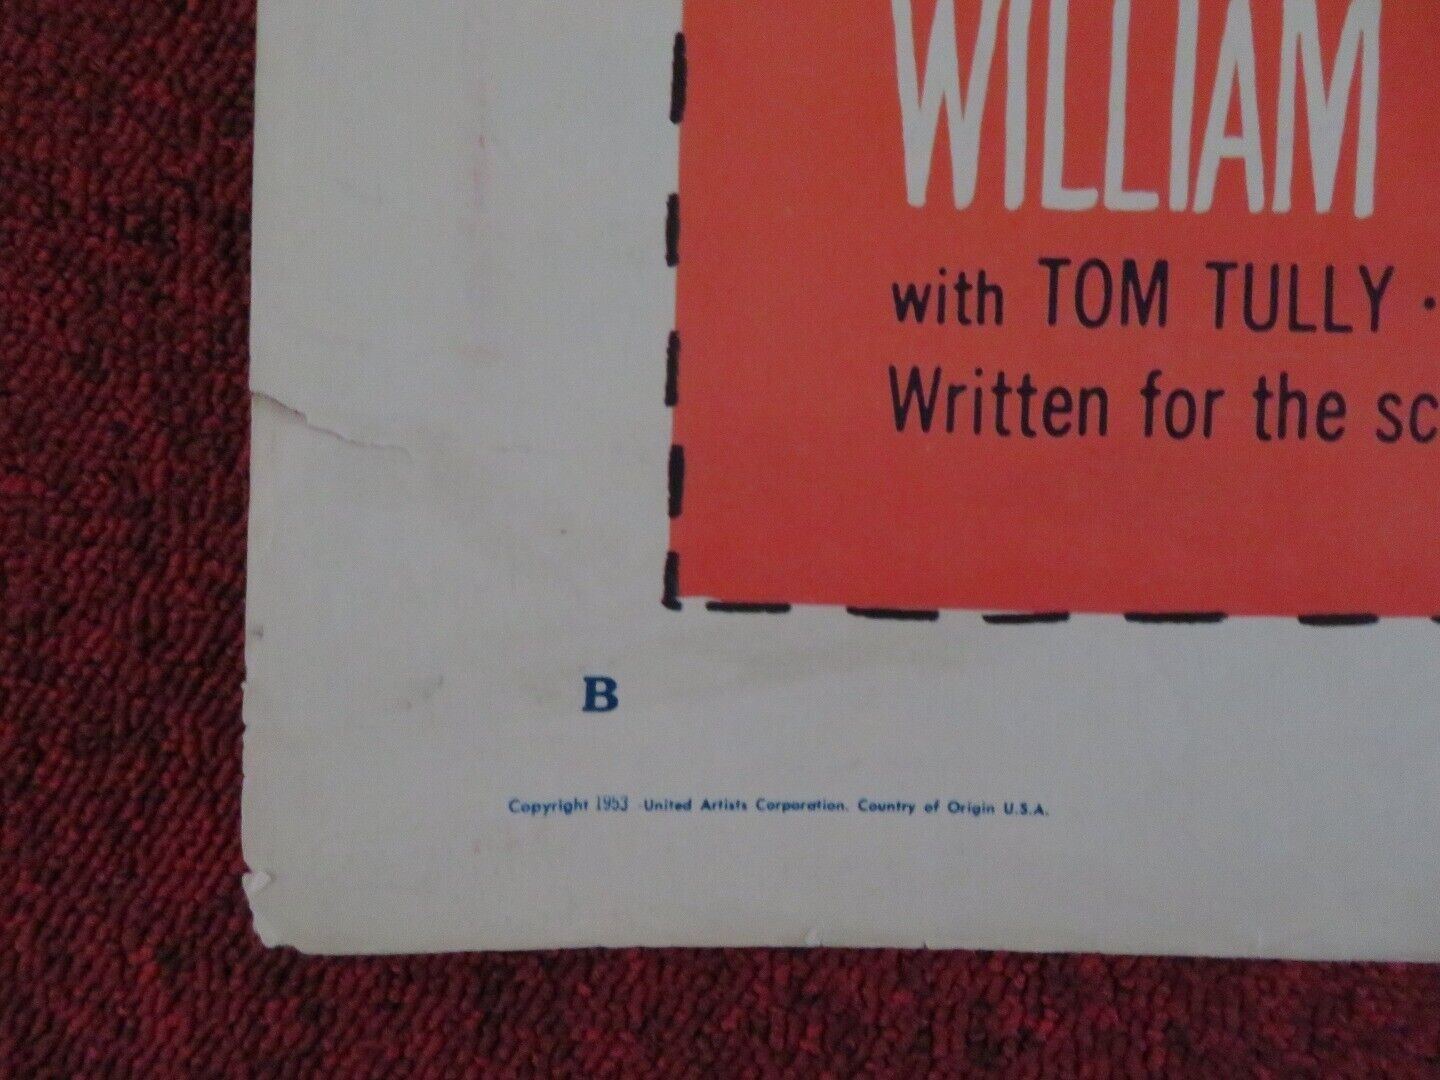 WILLIAM
with TOM TULLY ·
Written for the sc
B
Copyright 1953 United Artists Corporation. Country of Origin U.S.A.